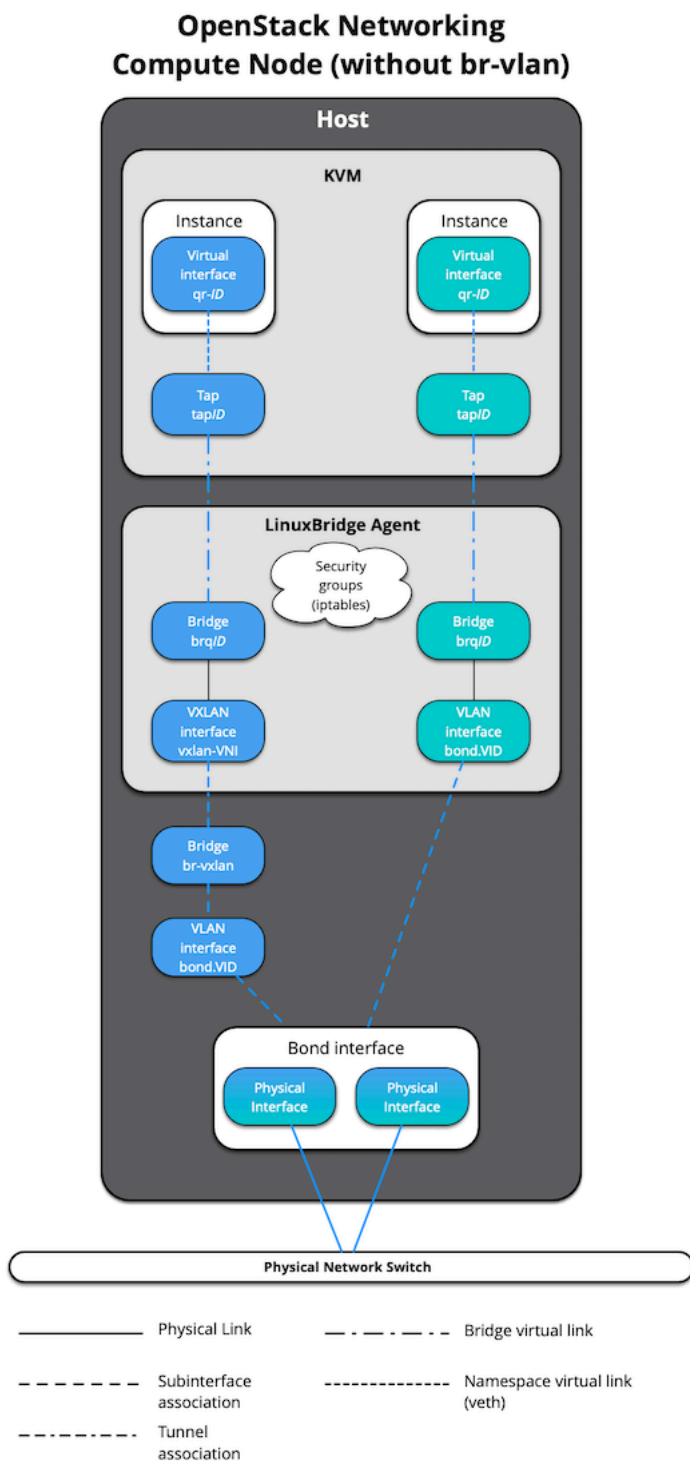 OpenStack Networking
Compute Node (without br-vlan)
Host
KVM
Instance
Virtual
interface
qr-ID
Tap
tapID
Instance
Virtual
interface
qr-ID
Tap
tapID
LinuxBridge Agent
Security
groups
(iptables)
Bridge
brqID
VXLAN
interface
vxlan-VNI
Bridge
brqID
VLAN
interface
bond.VID
Bridge
br-vxlan
VLAN
interface
bond.VID
Bond interface
Physical
Interface
Physical
Interface
Physical Network Switch
Physical Link
Bridge virtual link
Subinterface
association
Namespace virtual link
(veth)
Tunnel
association